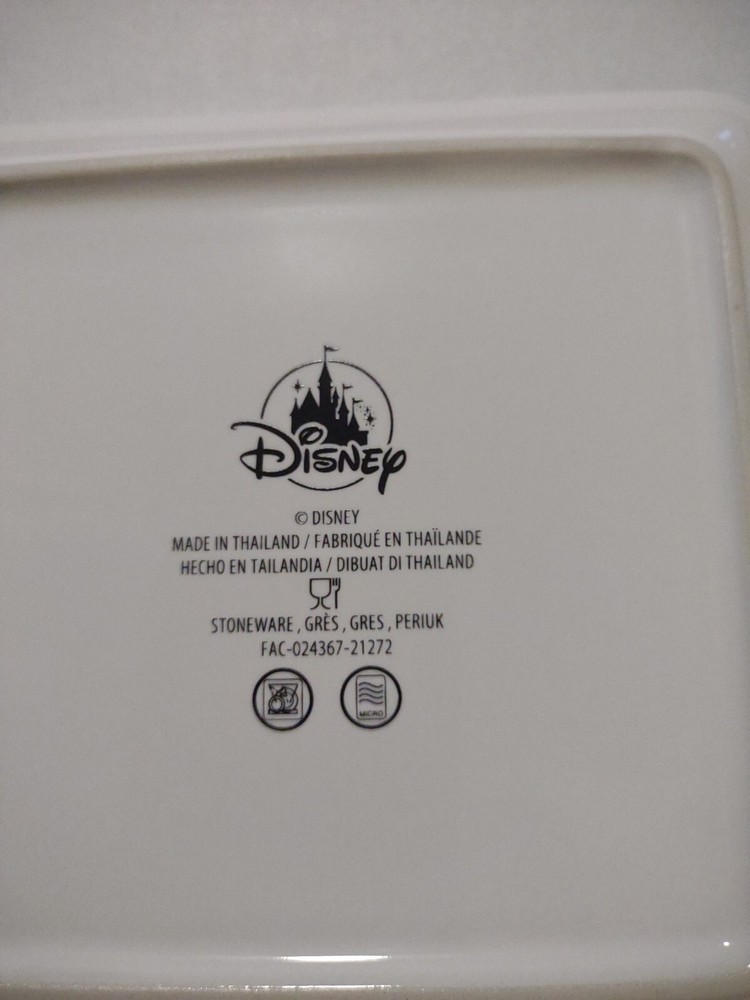 DISNEY
© DISNEY
MADE IN THAILAND / FABRIQUÉ EN THAÏLANDE
HECHO EN TAILANDIA / DIBUAT DI THAILAND
STONEWARE , GRÈS , GRES , PERIUK
FAC-024367-21272
MICRO